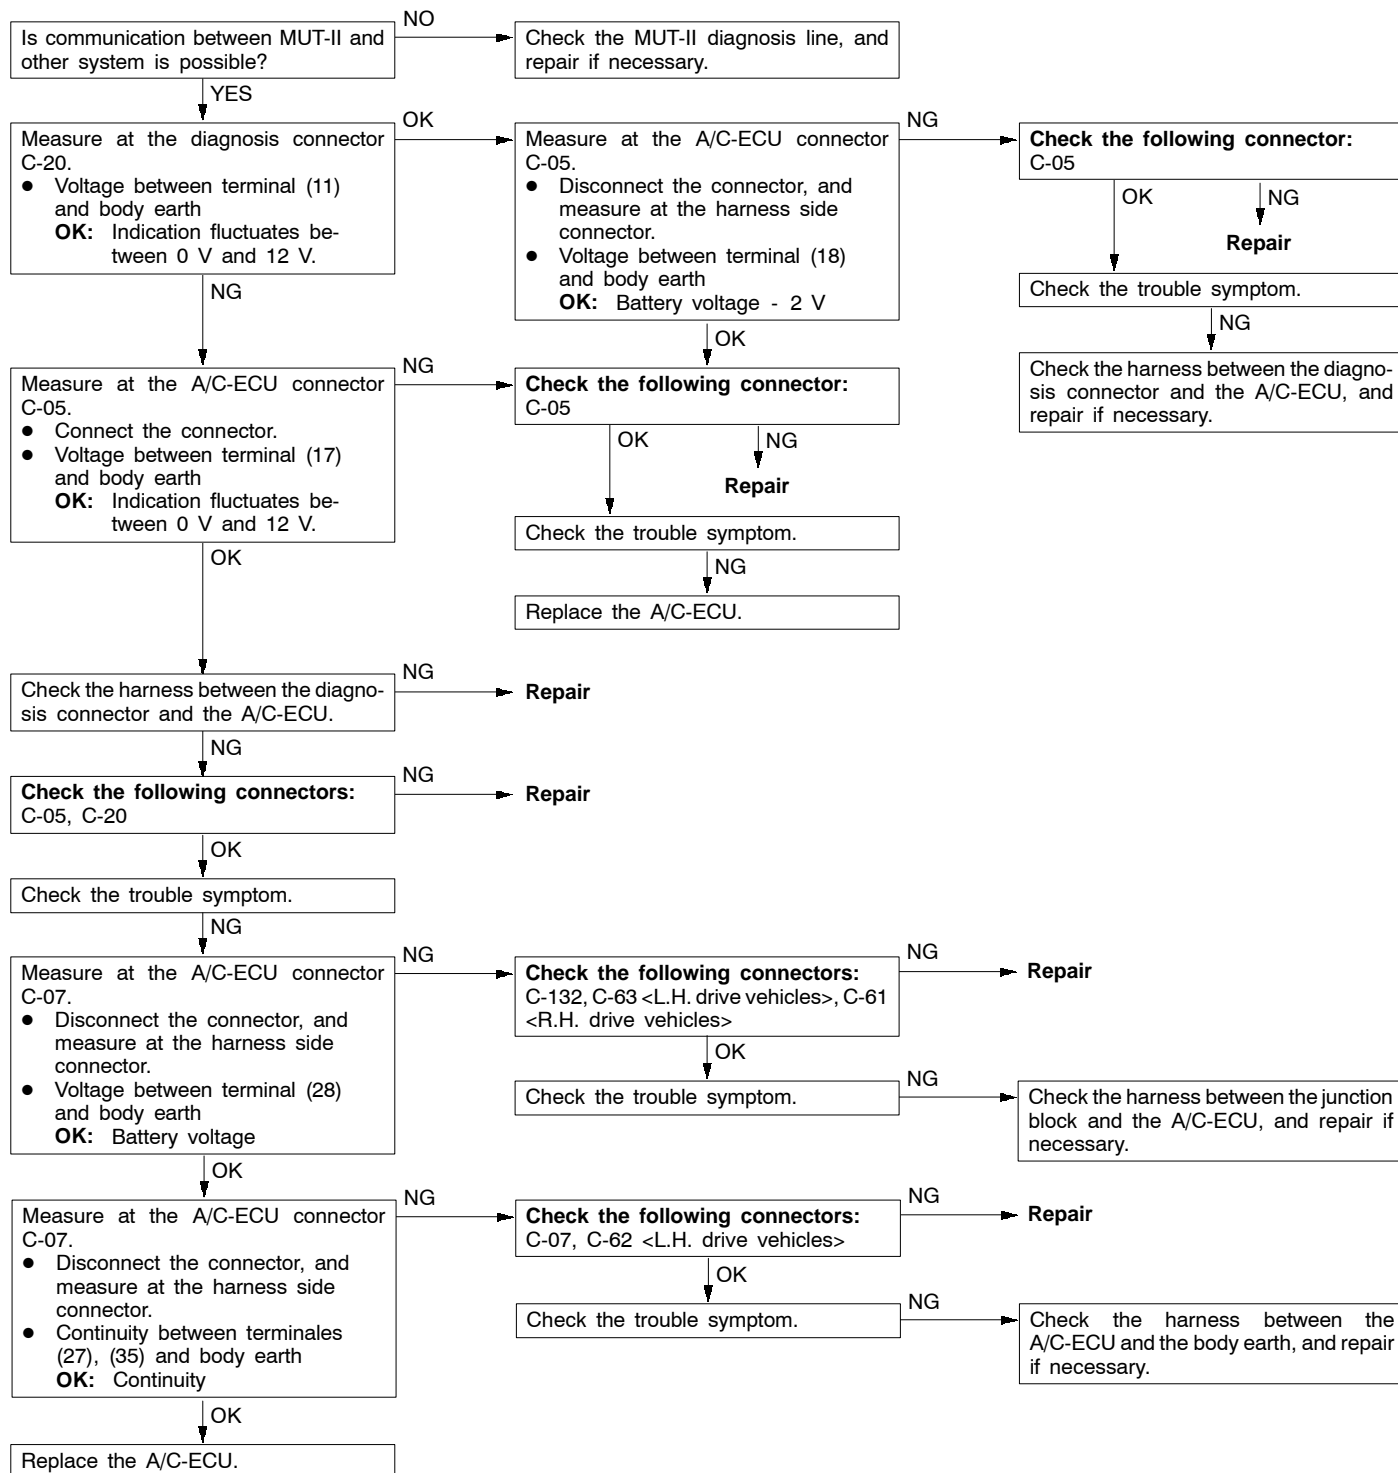 Is communication between MUT-II and
other system is possible?
NO
Check the MUT-II diagnosis line, and
repair if necessary.
YES
Measure at the diagnosis connector
C-20.
● Voltage between terminal (11)
and body earth
OK: Indication fluctuates be-
tween 0 V and 12 V.
OK
Measure at the A/C-ECU connector
C-05.
● Disconnect the connector, and
measure at the harness side
connector.
● Voltage between terminal (18)
and body earth
OK: Battery voltage - 2 V
NG
Check the following connector:
C-05
OK
NG
Repair
Check the trouble symptom.
NG
Check the harness between the diagno-
sis connector and the A/C-ECU, and
repair if necessary.
NG
OK
Measure at the A/C-ECU connector
C-05.
● Connect the connector.
● Voltage between terminal (17)
and body earth
OK: Indication fluctuates be-
tween 0 V and 12 V.
NG
Check the following connector:
C-05
OK
NG
Repair
Check the trouble symptom.
NG
Replace the A/C-ECU.
OK
Check the harness between the diagno-
sis connector and the A/C-ECU.
NG
Repair
NG
Check the following connectors:
C-05, C-20
NG
Repair
OK
Check the trouble symptom.
NG
Measure at the A/C-ECU connector
C-07.
● Disconnect the connector, and
measure at the harness side
connector.
● Voltage between terminal (28)
and body earth
OK: Battery voltage
NG
Check the following connectors:
C-132, C-63 <L.H. drive vehicles>, C-61
<R.H. drive vehicles>
NG
Repair
OK
Check the trouble symptom.
NG
Check the harness between the junction
block and the A/C-ECU, and repair if
necessary.
OK
Measure at the A/C-ECU connector
C-07.
● Disconnect the connector, and
measure at the harness side
connector.
● Continuity between terminales
(27), (35) and body earth
OK: Continuity
NG
Check the following connectors:
C-07, C-62 <L.H. drive vehicles>
NG
Repair
OK
Check the trouble symptom.
NG
Check the harness between the
A/C-ECU and the body earth, and repair
if necessary.
OK
Replace the A/C-ECU.